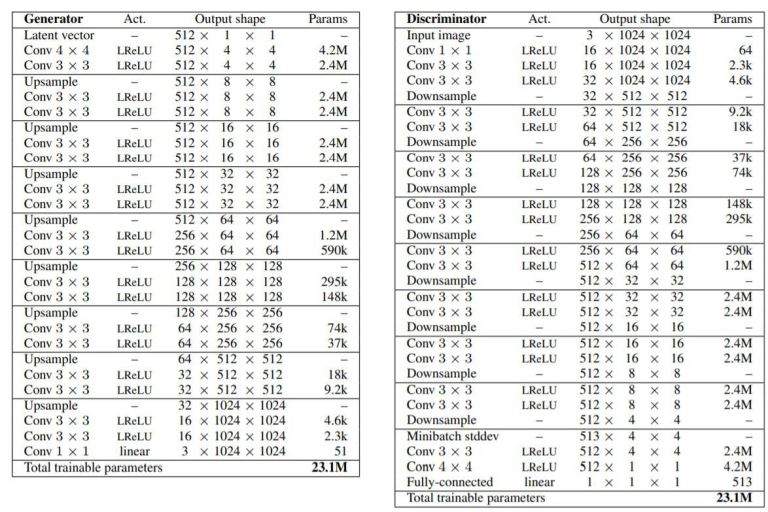 Generator Act. Output shape Params
Latent vector – 512 × 1 × 1 –
Conv 4 × 4 LReLU 512 × 4 × 4 4.2M
Conv 3 × 3 LReLU 512 × 4 × 4 2.4M
Upsample – 512 × 8 × 8 –
Conv 3 × 3 LReLU 512 × 8 × 8 2.4M
Conv 3 × 3 LReLU 512 × 8 × 8 2.4M
Upsample – 512 × 16 × 16 –
Conv 3 × 3 LReLU 512 × 16 × 16 2.4M
Conv 3 × 3 LReLU 512 × 16 × 16 2.4M
Upsample – 512 × 32 × 32 –
Conv 3 × 3 LReLU 512 × 32 × 32 2.4M
Conv 3 × 3 LReLU 512 × 32 × 32 2.4M
Upsample – 512 × 64 × 64 –
Conv 3 × 3 LReLU 256 × 64 × 64 1.2M
Conv 3 × 3 LReLU 256 × 64 × 64 590k
Upsample – 256 × 128 × 128 –
Conv 3 × 3 LReLU 128 × 128 × 128 295k
Conv 3 × 3 LReLU 128 × 128 × 128 148k
Upsample – 128 × 256 × 256 –
Conv 3 × 3 LReLU 64 × 256 × 256 74k
Conv 3 × 3 LReLU 64 × 256 × 256 37k
Upsample – 64 × 512 × 512 –
Conv 3 × 3 LReLU 32 × 512 × 512 18k
Conv 3 × 3 LReLU 32 × 512 × 512 9.2k
Upsample – 32 × 1024 × 1024 –
Conv 3 × 3 LReLU 16 × 1024 × 1024 4.6k
Conv 3 × 3 LReLU 16 × 1024 × 1024 2.3k
Conv 1 × 1 linear 3 × 1024 × 1024 51
Total trainable parameters 23.1M
Discriminator Act. Output shape Params
Input image – 3 × 1024 × 1024 –
Conv 1 × 1 LReLU 16 × 1024 × 1024 64
Conv 3 × 3 LReLU 16 × 1024 × 1024 2.3k
Conv 3 × 3 LReLU 32 × 1024 × 1024 4.6k
Downsample – 32 × 512 × 512 –
Conv 3 × 3 LReLU 32 × 512 × 512 9.2k
Conv 3 × 3 LReLU 64 × 512 × 512 18k
Downsample – 64 × 256 × 256 –
Conv 3 × 3 LReLU 64 × 256 × 256 37k
Conv 3 × 3 LReLU 128 × 256 × 256 74k
Downsample – 128 × 128 × 128 –
Conv 3 × 3 LReLU 128 × 128 × 128 148k
Conv 3 × 3 LReLU 256 × 128 × 128 295k
Downsample – 256 × 64 × 64 –
Conv 3 × 3 LReLU 256 × 64 × 64 590k
Conv 3 × 3 LReLU 512 × 64 × 64 1.2M
Downsample – 512 × 32 × 32 –
Conv 3 × 3 LReLU 512 × 32 × 32 2.4M
Conv 3 × 3 LReLU 512 × 32 × 32 2.4M
Downsample – 512 × 16 × 16 –
Conv 3 × 3 LReLU 512 × 16 × 16 2.4M
Conv 3 × 3 LReLU 512 × 16 × 16 2.4M
Downsample – 512 × 8 × 8 –
Conv 3 × 3 LReLU 512 × 8 × 8 2.4M
Conv 3 × 3 LReLU 512 × 8 × 8 2.4M
Downsample – 512 × 4 × 4 –
Minibatch stddev – 513 × 4 × 4 –
Conv 3 × 3 LReLU 512 × 4 × 4 2.4M
Conv 4 × 4 LReLU 512 × 1 × 1 4.2M
Fully-connected linear 1 × 1 × 1 513
Total trainable parameters 23.1M